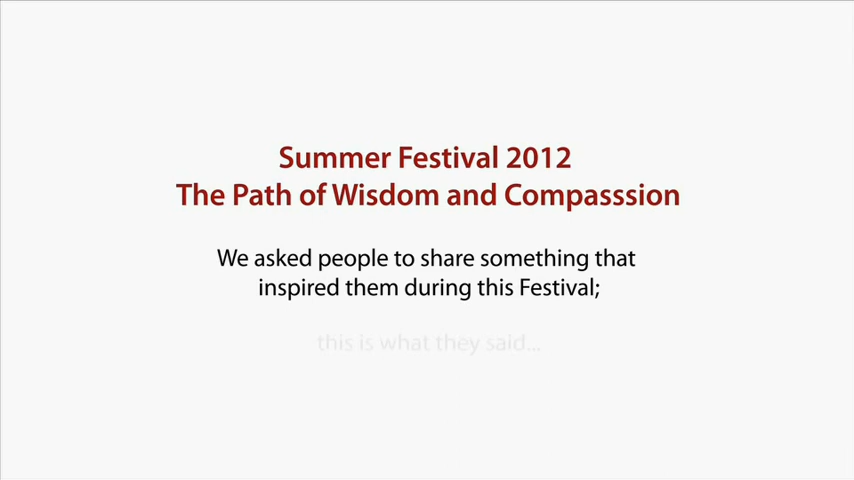 Summer Festival 2012
The Path of Wisdom and Compasssion
We asked people to share something that
inspired them during this Festival;
this is what they said...